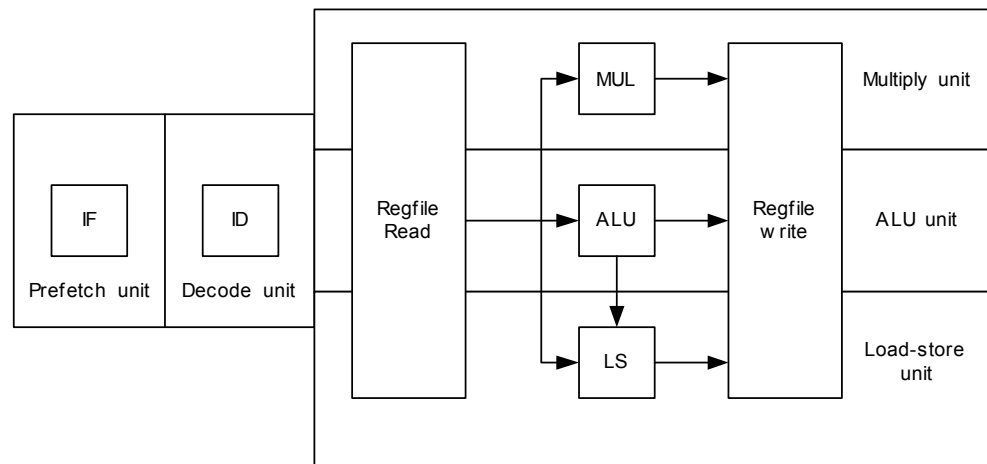 MUL
Multiply unit
IF
ID
Regfile
Read
ALU
Regfile
write
ALU unit
Prefetch unit
Decode unit
LS
Load-store
unit